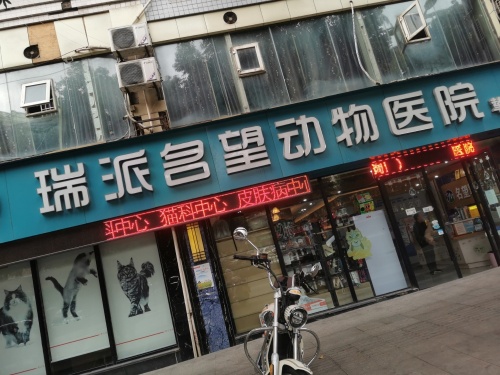 瑞派名望动物医院
科中心 猫科中心 皮肤病中心